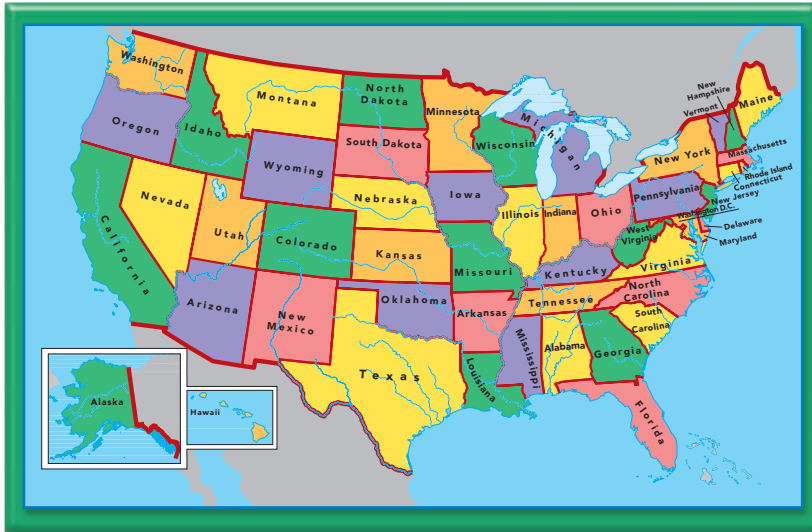 Washington
Montana
North
Dakota
Minnesota
Michigan
New
Hampshire
Vermont
Maine
Oregon
Idaho
South Dakota
Wisconsin
New York
Massachusetts
Wyoming
Rhode Island
Connecticut
Nevada
Nebraska
Iowa
Pennsylvania
New Jersey
California
Utah
Colorado
Kansas
Illinois
Indiana
Ohio
Washington D.C.
Delaware
Maryland
West
Virginia
Virginia
Missouri
Kentucky
Arizona
New
Mexico
Oklahoma
Arkansas
Tennessee
North
Carolina
South
Carolina
Texas
Louisiana
Mississippi
Alabama
Georgia
Florida
Alaska
Hawaii